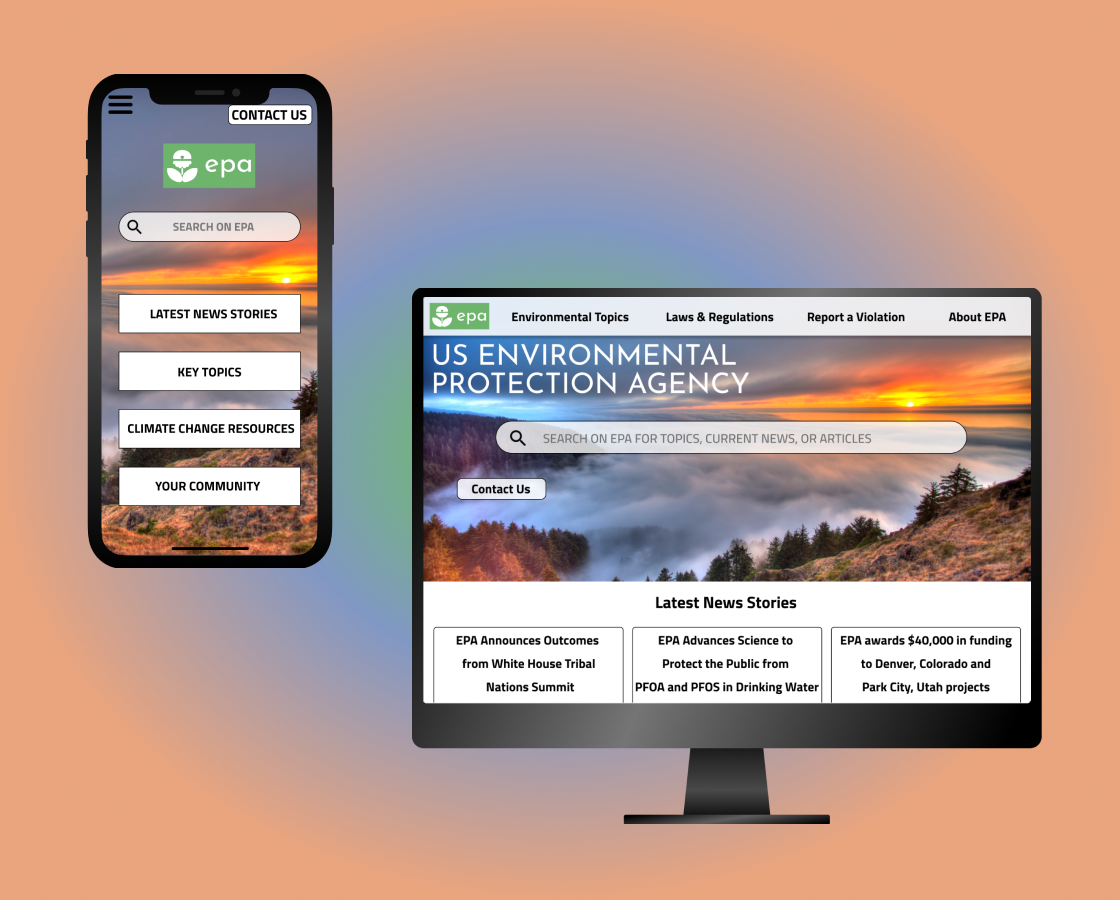 CONTACT US
epa
SEARCH ON EPA
LATEST NEWS STORIES
KEY TOPICS
CLIMATE CHANGE RESOURCES
YOUR COMMUNITY
epa
Environmental Topics
Laws & Regulations
Report a Violation
About EPA
US ENVIRONMENTAL
PROTECTION AGENCY
SEARCH ON EPA FOR TOPICS, CURRENT NEWS, OR ARTICLES
Contact Us
Latest News Stories
EPA Announces Outcomes
from White House Tribal
Nations Summit
EPA Advances Science to
Protect the Public from
PFOA and PFOS in Drinking Water
EPA awards $40,000 in funding
to Denver, Colorado and
Park City, Utah projects